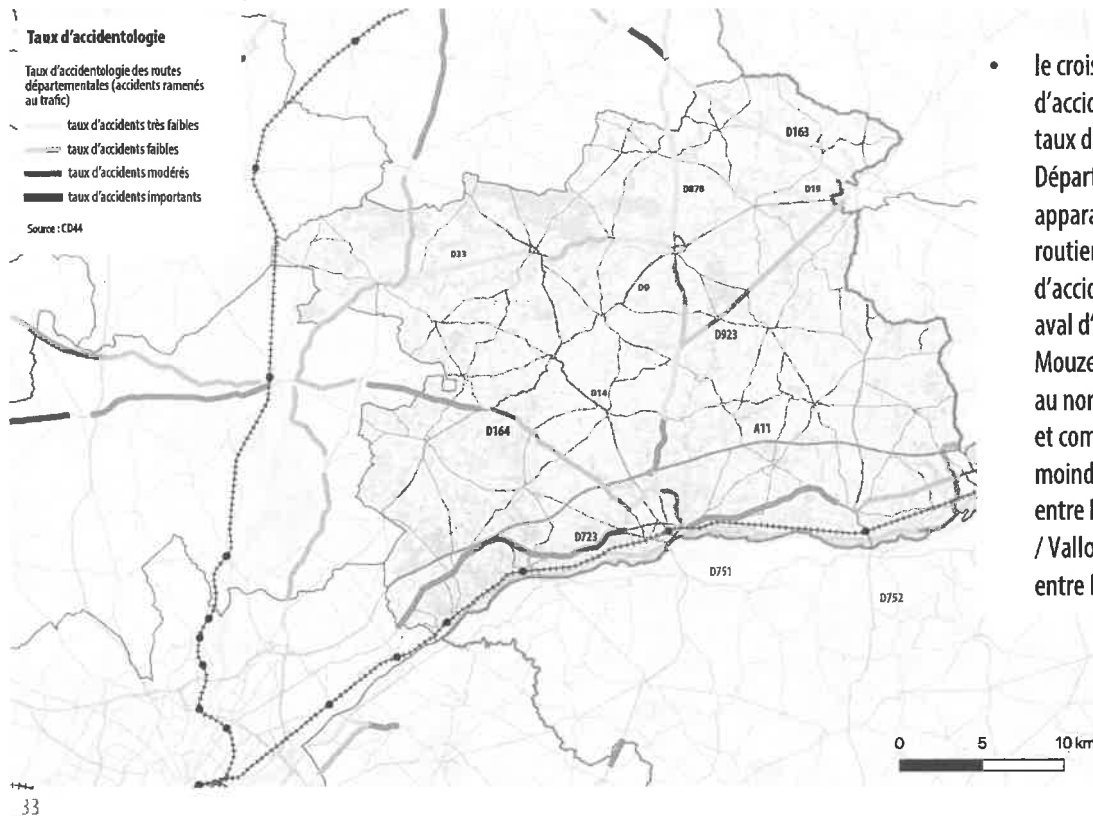 Taux d'accidentologie
Taux d'accidentologie des routes
départementales (accidents ramenés
au trafic)
taux d'accidents très faibles
taux d'accidents faibles
taux d'accidents modérés
taux d'accidents importants
Source : CD44
D163
D878
D19
D33
D9
D923
D14
D164
A11
D723
D751
D752
0 5 10 km
33
• le crois
d'accid
taux d
Départ
appara
routier
d'accid
aval d'
Mouze
au nor
et com
moind
entre l
/ Vallo
entre l